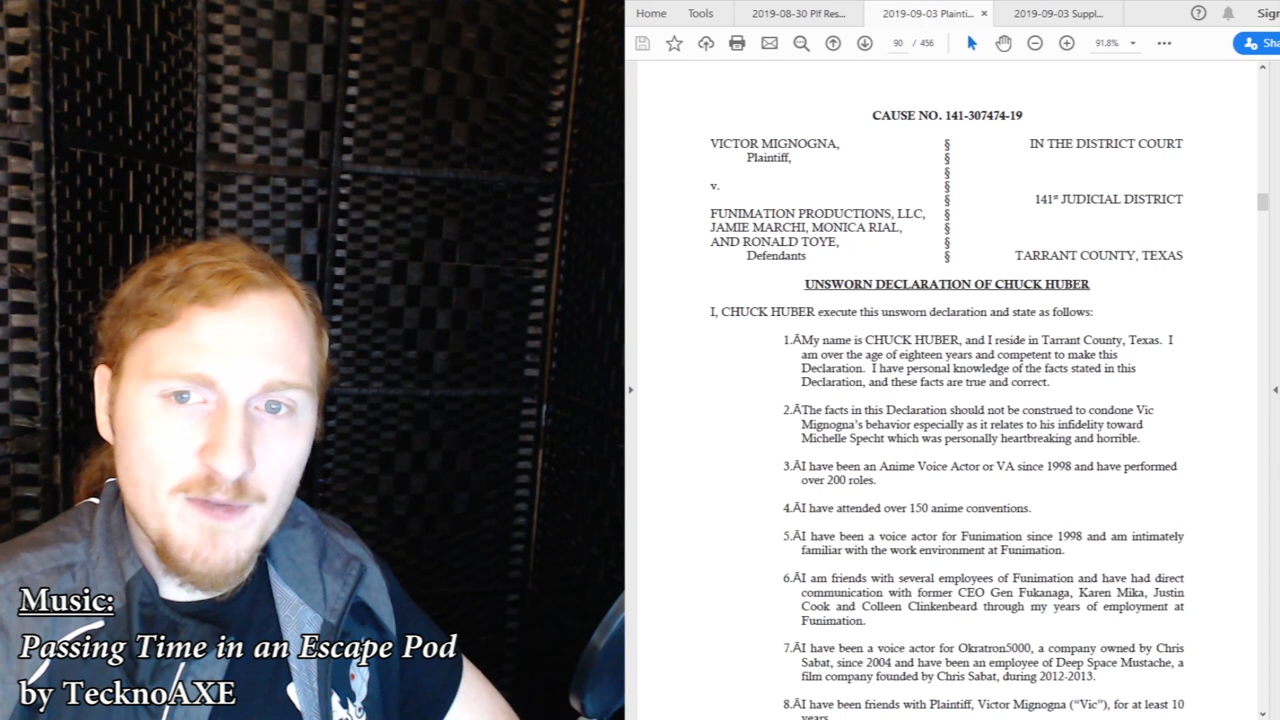 Home Tools 2019-08-30 Plf Res... 2019-09-03 Plainti... × 2019-09-03 Suppl... Sign
90 / 456 91.8% Sha
CAUSE NO. 141-307474-19
VICTOR MIGNOGNA, § IN THE DISTRICT COURT
Plaintiff, §
§
v. §
§ 141st JUDICIAL DISTRICT
FUNIMATION PRODUCTIONS, LLC, §
JAMIE MARCHI, MONICA RIAL, §
AND RONALD TOYE, §
Defendants § TARRANT COUNTY, TEXAS
UNSWORN DECLARATION OF CHUCK HUBER
I, CHUCK HUBER execute this unsworn declaration and state as follows:
1.ÃMy name is CHUCK HUBER, and I reside in Tarrant County, Texas. I
am over the age of eighteen years and competent to make this
Declaration. I have personal knowledge of the facts stated in this
Declaration, and these facts are true and correct.
2.ÃThe facts in this Declaration should not be construed to condone Vic
Mignogna's behavior especially as it relates to his infidelity toward
Michelle Specht which was personally heartbreaking and horrible.
3.ÃI have been an Anime Voice Actor or VA since 1998 and have performed
over 200 roles.
4.ÃI have attended over 150 anime conventions.
5.ÃI have been a voice actor for Funimation since 1998 and am intimately
familiar with the work environment at Funimation.
6.ÃI am friends with several employees of Funimation and have had direct
communication with former CEO Gen Fukanaga, Karen Mika, Justin
Cook and Colleen Clinkenbeard through my years of employment at
Funimation.
7.ÃI have been a voice actor for Okratron5000, a company owned by Chris
Sabat, since 2004 and have been an employee of Deep Space Mustache, a
film company founded by Chris Sabat, during 2012-2013.
8.ÃI have been friends with Plaintiff, Victor Mignogna ("Vic"), for at least 10
years
Music:
Passing Time in an Escape Pod
by TecknoAXE